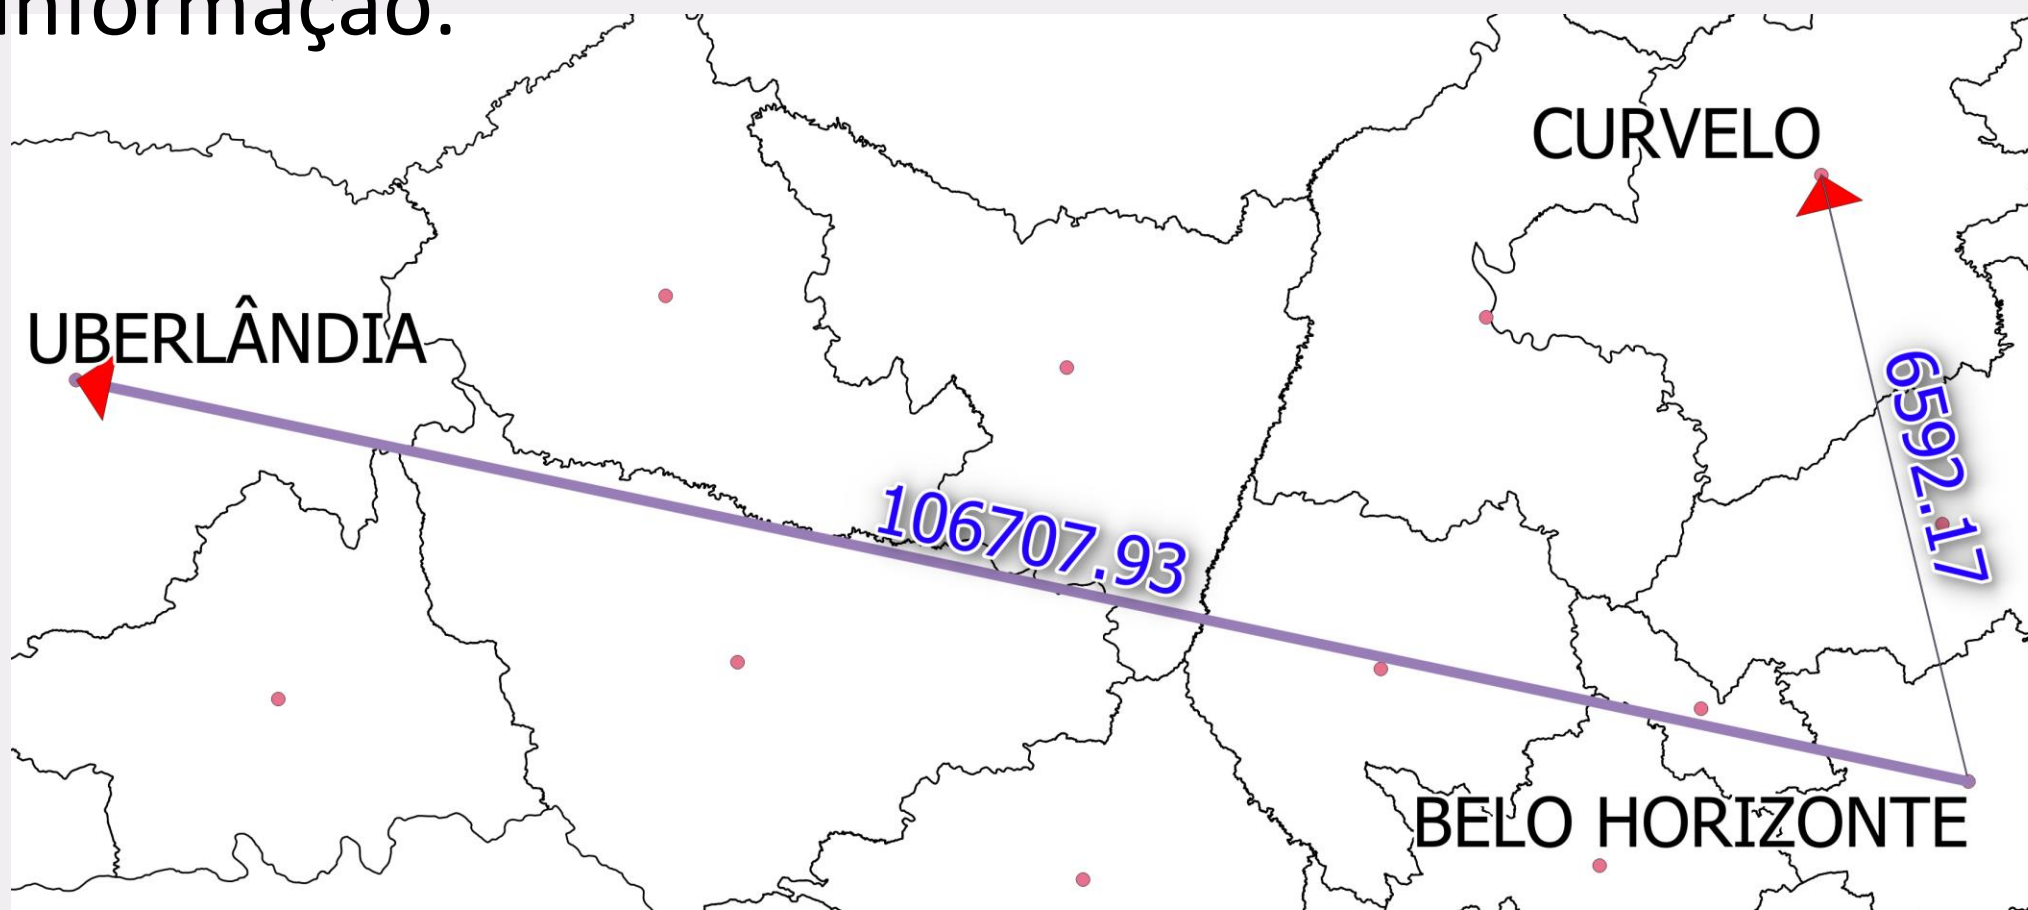 informação.
CURVELO
UBERLÂNDIA
6592.17
106707.93
BELO HORIZONTE